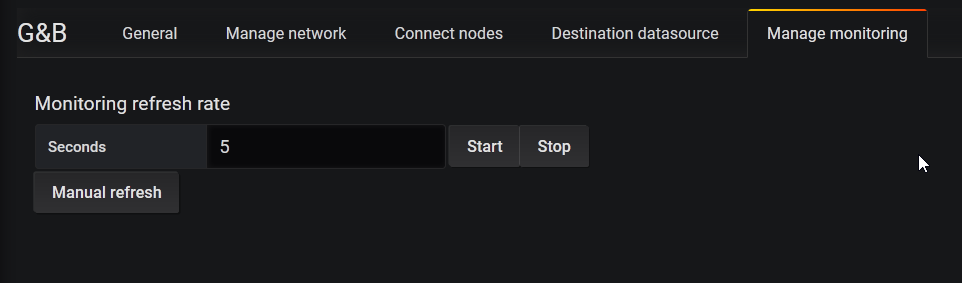 G&B General Manage network Connect nodes Destination datasource Manage monitoring
Monitoring refresh rate
Seconds 5 Start Stop
Manual refresh